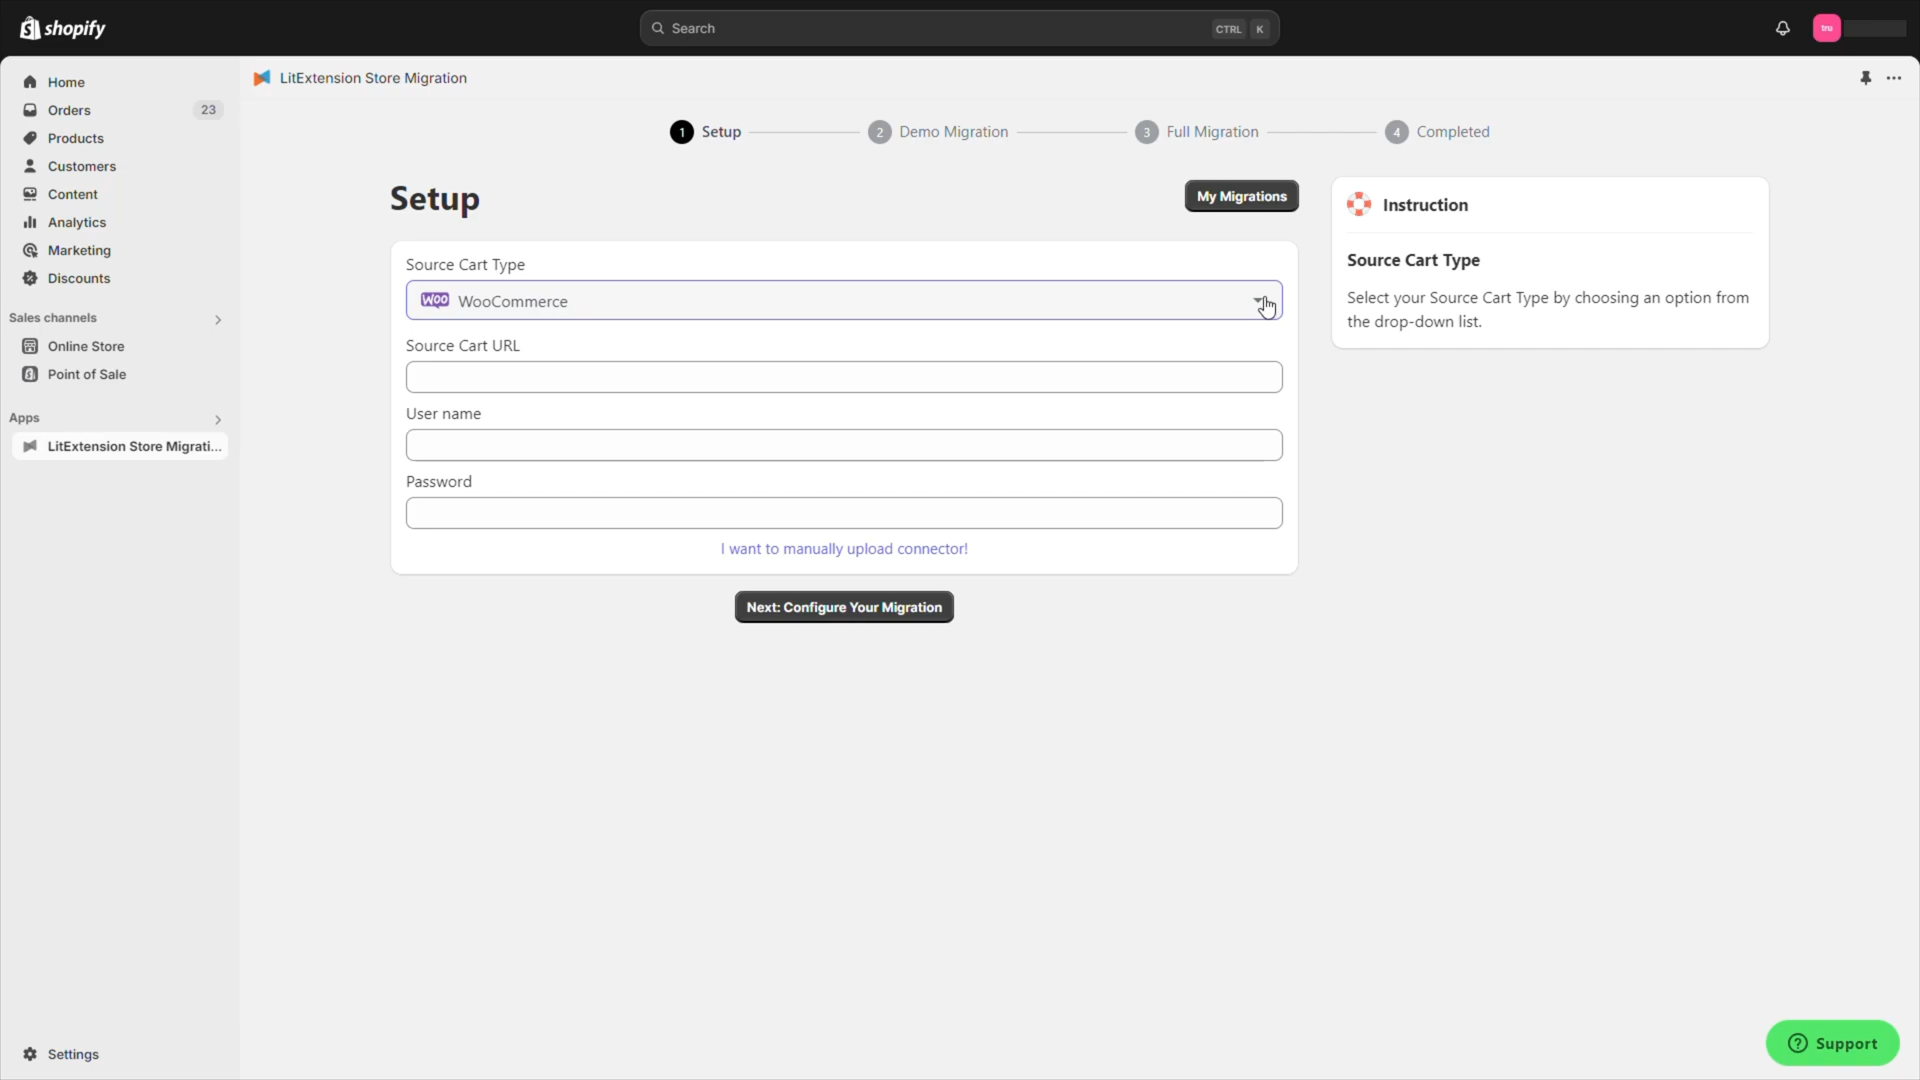 shopify
Search
CTRL K
tru
Home
Orders 23
Products
Customers
Content
Analytics
Marketing
Discounts
Sales channels
Online Store
Point of Sale
Apps
LitExtension Store Migrati...
Settings
LitExtension Store Migration
1 Setup 2 Demo Migration 3 Full Migration 4 Completed
Setup
My Migrations
Source Cart Type
WOO WooCommerce
Source Cart URL
User name
Password
I want to manually upload connector!
Next: Configure Your Migration
Instruction
Source Cart Type
Select your Source Cart Type by choosing an option from
the drop-down list.
Support